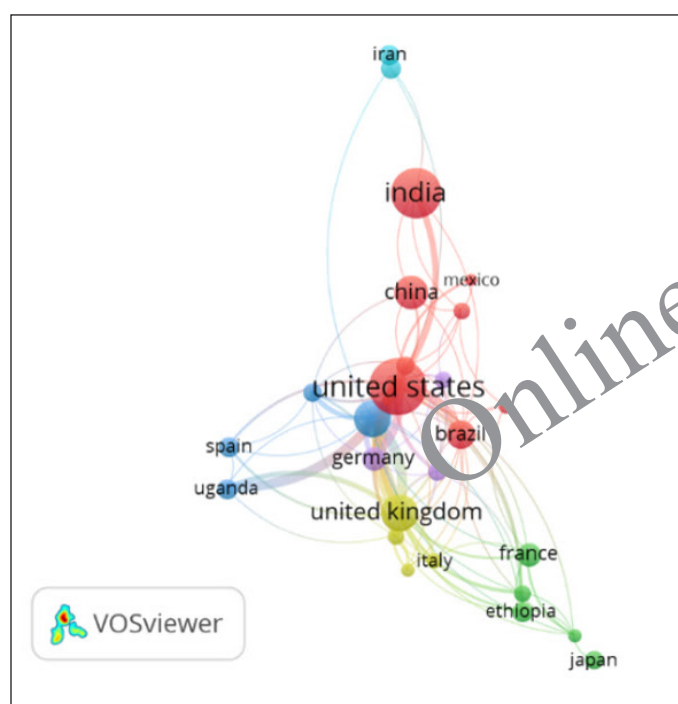 iran
india
mexico
china
united states
brazil
germany
spain
uganda
united kingdom
italy
france
ethiopia
japan
VOSviewer
Online